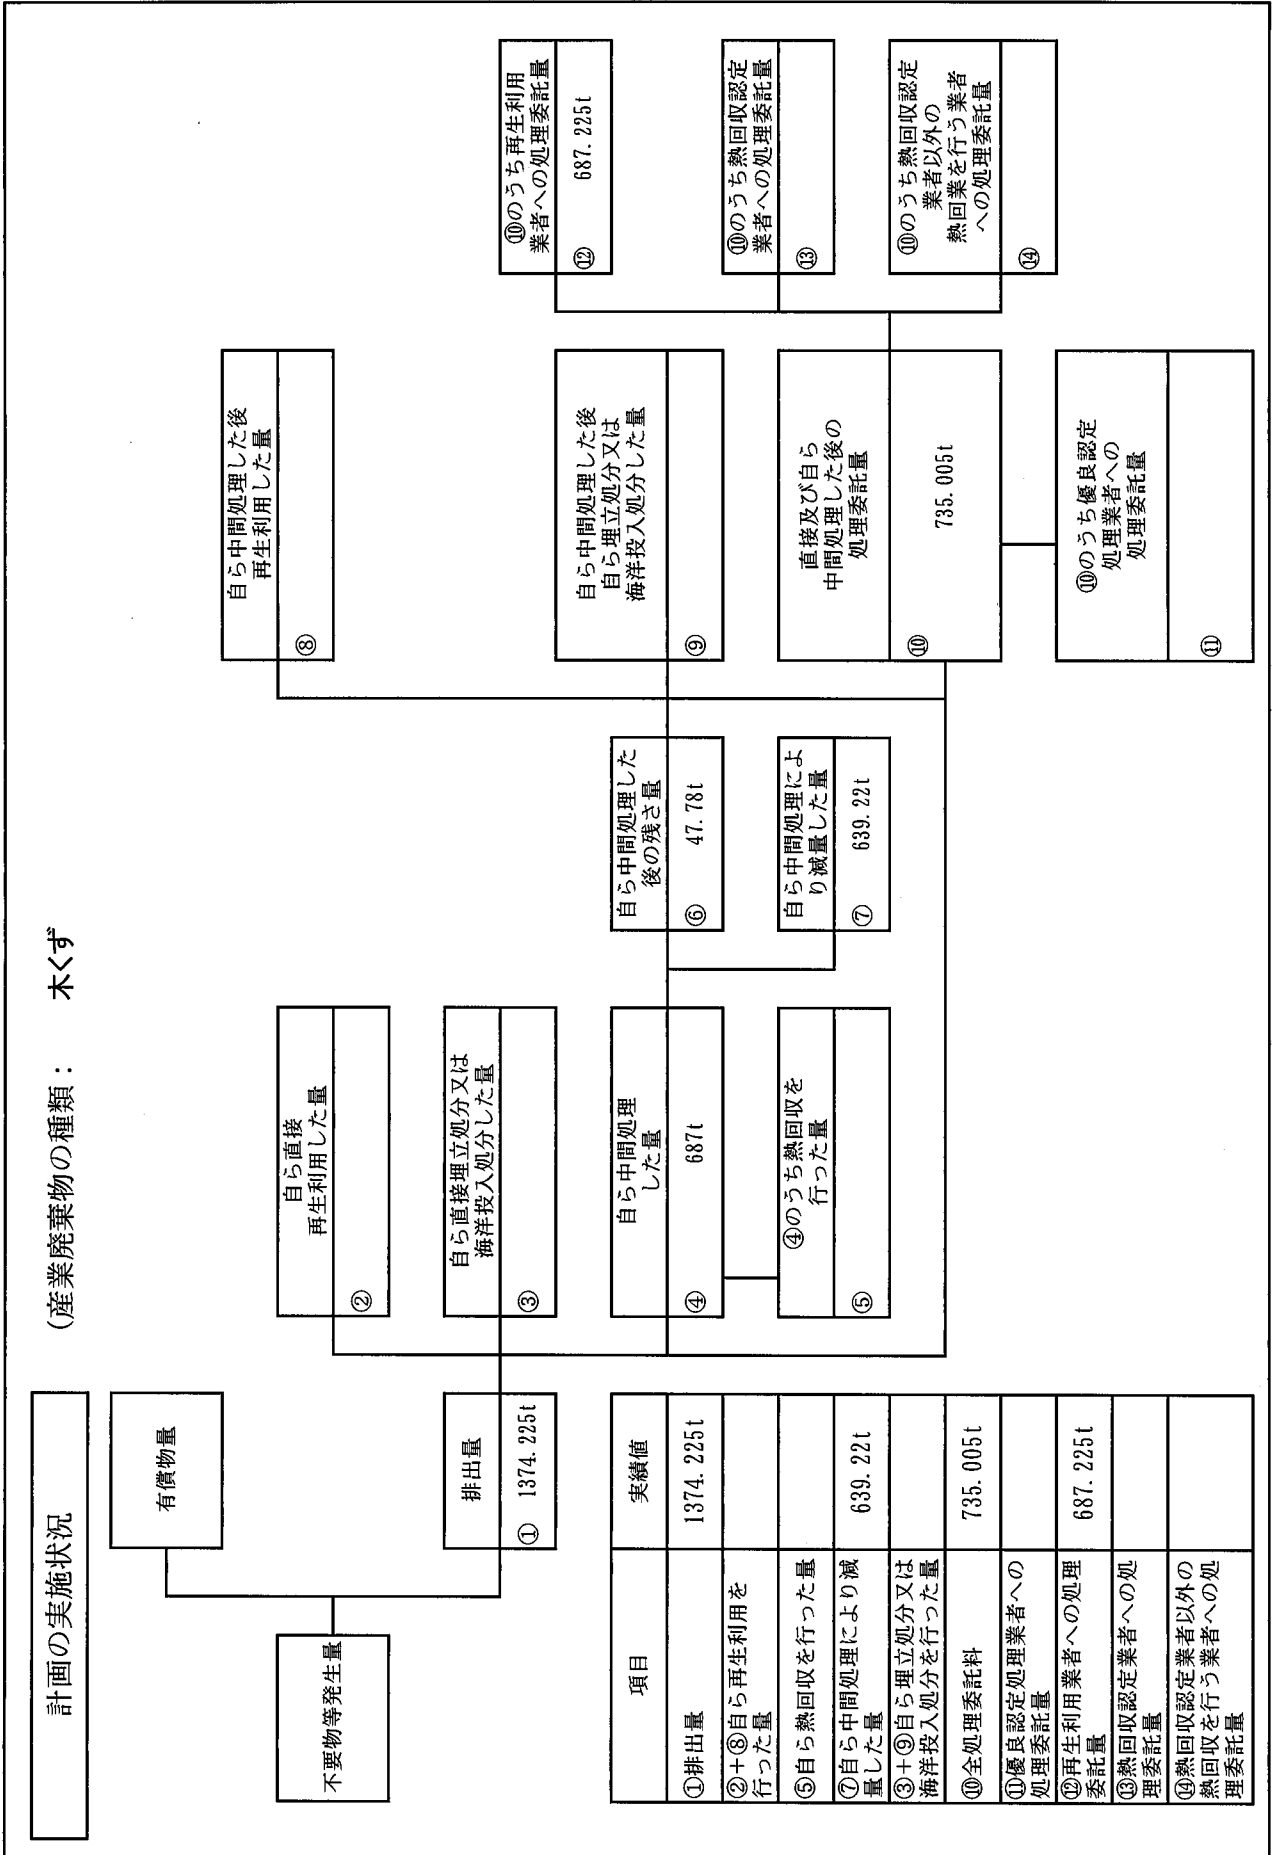 計画の実施状況
(産業廃棄物の種類： 木くず
不要物等発生量
有償物量
排出量
① 1374.225t
自ら直接
再生利用した量
②
自ら直接埋立処分又は
海洋投入処分した量
③
自ら中間処理
した量
④ 687t
④のうち熱回収を
行った量
⑤
自ら中間処理した
後の残さ量
⑥ 47.78t
自ら中間処理によ
り減量した量
⑦ 639.22t
自ら中間処理した後
再生利用した量
⑧
自ら中間処理した後
自ら埋立処分又は
海洋投入処分した量
⑨
直接及び自ら
中間処理した後の
処理委託量
⑩ 735.005t
⑩のうち優良認定
処理業者への
処理委託量
⑪
⑩のうち再生利用
業者への処理委託量
⑫ 687.225t
⑩のうち熱回収認定
業者への処理委託量
⑬
⑩のうち熱回収認定
業者以外の
熱回業を行う業者
への処理委託量
⑭
項目 実績値
①排出量 1374.225t
②+⑧自ら再生利用を
行った量
⑤自ら熱回収を行った量
⑦自ら中間処理により減
量した量 639.22t
③+⑨自ら埋立処分又は
海洋投入処分を行った量
⑩全処理委託料 735.005t
⑪優良認定処理業者への
処理委託量
⑫再生利用業者への処理
委託量 687.225t
⑬熱回収認定業者への処
理委託量
⑭熱回収認定業者以外の
熱回収を行う業者への処
理委託量